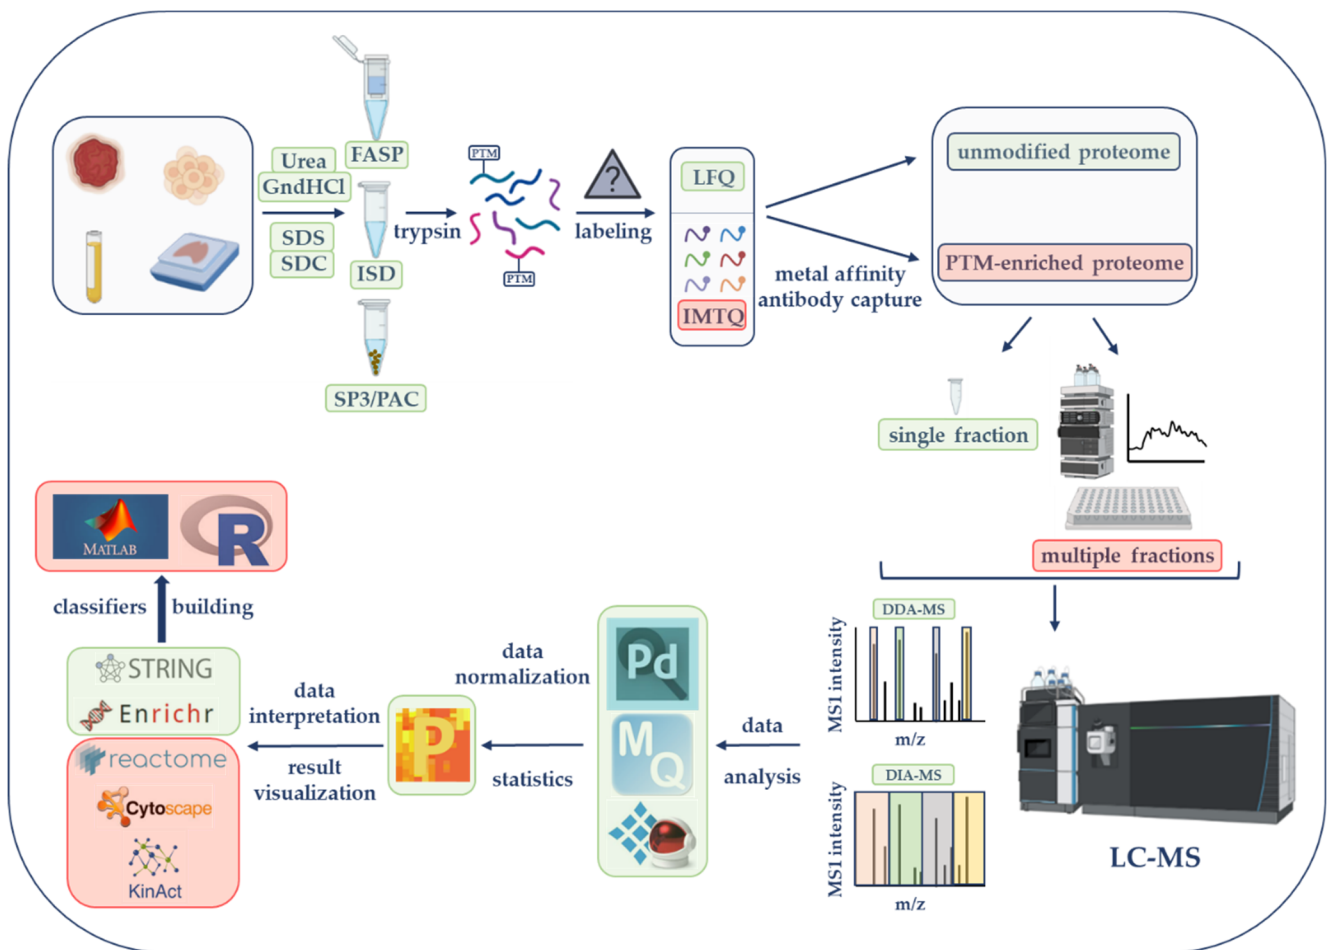 Urea
GndHCl
SDS
SDC
FASP
ISD
SP3/PAC
trypsin
PTM
PTM
?
labeling
LFQ
IMTQ
metal affinity
antibody capture
unmodified proteome
PTM-enriched proteome
single fraction
multiple fractions
LC-MS
DDA-MS
MS1 intensity
m/z
DIA-MS
MS1 intensity
m/z
data
analysis
Pd
M
Q
data
normalization
statistics
P
data
interpretation
result
visualization
STRING
Enrichr
reactome
Cytoscape
KinAct
classifiers building
MATLAB
R